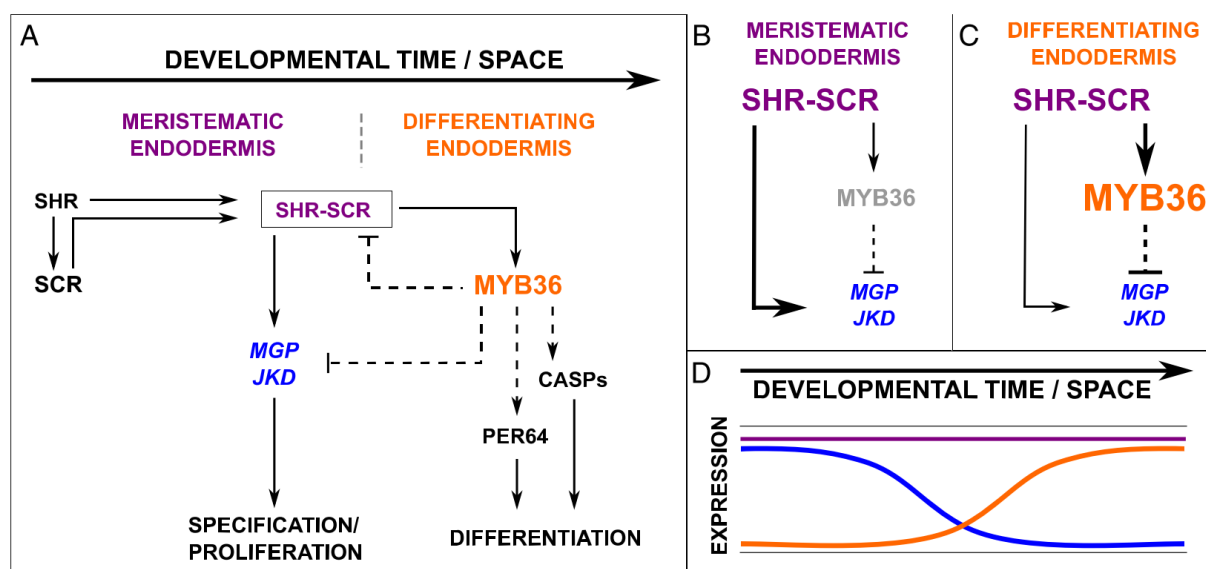 A
DEVELOPMENTAL TIME / SPACE
MERISTEMATIC
ENDODERMIS
DIFFERENTIATING
ENDODERMIS
SHR
SHR-SCR
SCR
MYB36
MGP
JKD
CASPs
PER64
SPECIFICATION/
PROLIFERATION
DIFFERENTIATION
B
MERISTEMATIC
ENDODERMIS
SHR-SCR
MYB36
MGP
JKD
C
DIFFERENTIATING
ENDODERMIS
SHR-SCR
MYB36
MGP
JKD
D
DEVELOPMENTAL TIME / SPACE
EXPRESSION